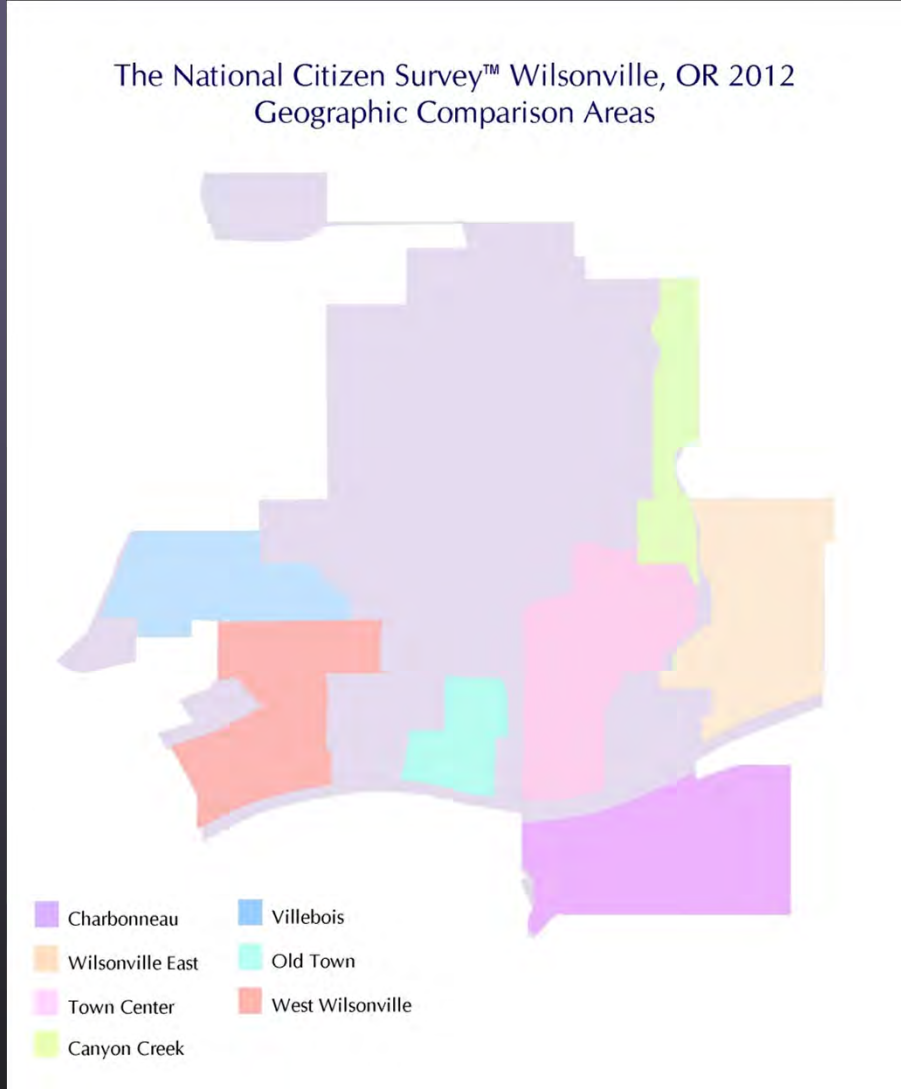 The National Citizen Survey™ Wilsonville, OR 2012
Geographic Comparison Areas
Charbonneau
Wilsonville East
Town Center
Canyon Creek
Villebois
Old Town
West Wilsonville